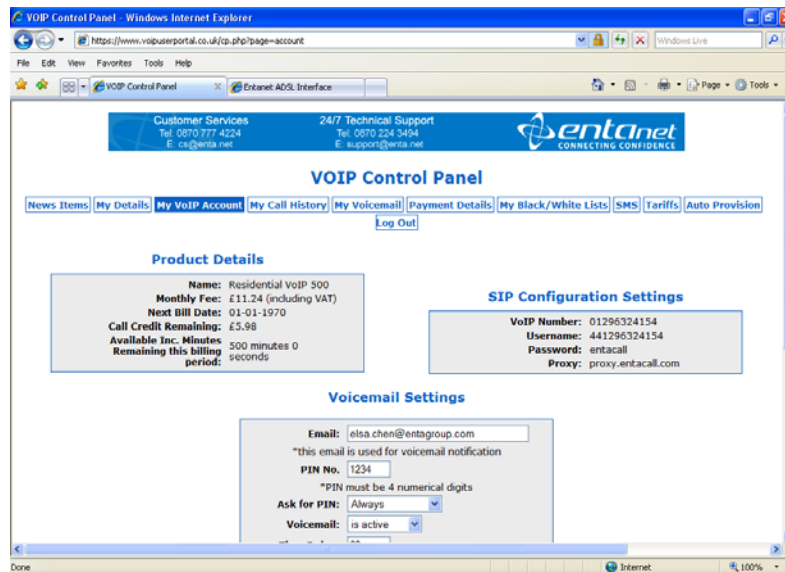 VOIP Control Panel - Windows Internet Explorer
https://www.voipuserportal.co.uk/cp.php?page=account
Windows Live
File Edit View Favorites Tools Help
VOIP Control Panel Entanet ADSL Interface Page Tools
Customer Services 24/7 Technical Support
Tel: 0870 777 4224 Tel: 0870 224 3494
E: cs@enta.net E: support@enta.net
entanet
CONNECTING CONFIDENCE
VOIP Control Panel
News Items My Details My VoIP Account My Call History My Voicemail Payment Details My Black/White Lists SMS Tariffs Auto Provision
Log Out
Product Details
Name: Residential VoIP 500
Monthly Fee: £11.24 (including VAT)
Next Bill Date: 01-01-1970
Call Credit Remaining: £5.98
Available Inc. Minutes
Remaining this billing
period:
500 minutes 0
seconds
SIP Configuration Settings
VoIP Number: 01296324154
Username: 441296324154
Password: entacall
Proxy: proxy.entacall.com
Voicemail Settings
Email: elsa.chen@entagroup.com
*this email is used for voicemail notification
PIN No. 1234
*PIN must be 4 numerical digits
Ask for PIN: Always
Voicemail: is active
Done Internet 100%